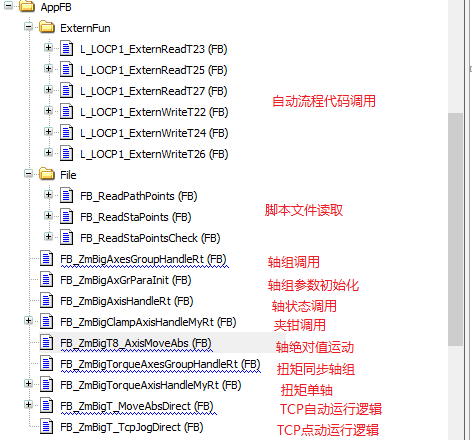 AppFB
ExternFun
L_LOCP1_ExternReadT23 (FB)
L_LOCP1_ExternReadT25 (FB)
L_LOCP1_ExternReadT27 (FB)
自动流程代码调用
L_LOCP1_ExternWriteT22 (FB)
L_LOCP1_ExternWriteT24 (FB)
L_LOCP1_ExternWriteT26 (FB)
File
FB_ReadPathPoints (FB)
FB_ReadStaPoints (FB) 脚本文件读取
FB_ReadStaPointsCheck (FB)
FB_ZmBigAxesGroupHandleRt (FB) 轴组调用
FB_ZmBigAxGrParaInit (FB) 轴组参数初始化
FB_ZmBigAxisHandleRt (FB) 轴状态调用
FB_ZmBigClampAxisHandleMyRt (FB) 夹钳调用
FB_ZmBigT8_AxisMoveAbs (FB) 轴绝对值运动
FB_ZmBigTorqueAxesGroupHandleRt (FB) 扭矩同步轴组
FB_ZmBigTorqueAxisHandleMyRt (FB) 扭矩单轴
FB_ZmBigT_MoveAbsDirect (FB) TCP自动运行逻辑
FB_ZmBigT_TcpJogDirect (FB) TCP点动运行逻辑